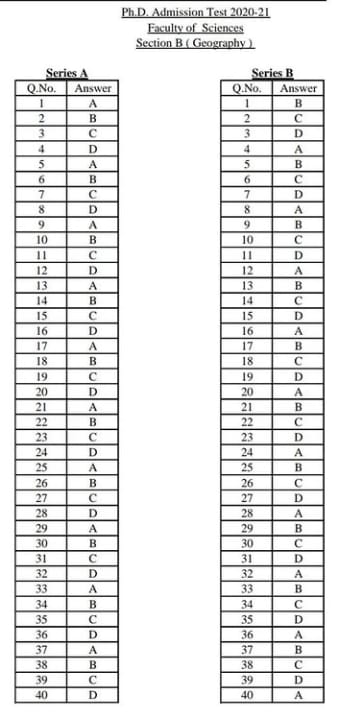 Ph.D. Admission Test 2020-21
Faculty of Sciences
Section B ( Geography )
Series A Series B
Q.No. Answer Q.No. Answer
1 A 1 B
2 B 2 C
3 C 3 D
4 D 4 A
5 A 5 B
6 B 6 C
7 C 7 D
8 D 8 A
9 A 9 B
10 B 10 C
11 C 11 D
12 D 12 A
13 A 13 B
14 B 14 C
15 C 15 D
16 D 16 A
17 A 17 B
18 B 18 C
19 C 19 D
20 D 20 A
21 A 21 B
22 B 22 C
23 C 23 D
24 D 24 A
25 A 25 B
26 B 26 C
27 C 27 D
28 D 28 A
29 A 29 B
30 B 30 C
31 C 31 D
32 D 32 A
33 A 33 B
34 B 34 C
35 C 35 D
36 D 36 A
37 A 37 B
38 B 38 C
39 C 39 D
40 D 40 A